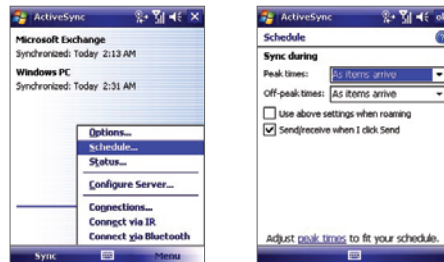 ActiveSync
Microsoft Exchange
Synchronized: Today 2:13 AM
Windows PC
Synchronized: Today 2:31 AM
Options...
Schedule...
Status...
Configure Server...
Connections...
Connect via IR
Connect via Bluetooth
Sync
Menu
ActiveSync
ok
Schedule
?
Sync during
Peak times: As items arrive
Off-peak times: As items arrive
Use above settings when roaming
Send/receive when I click Send
Adjust peak times to fit your schedule.